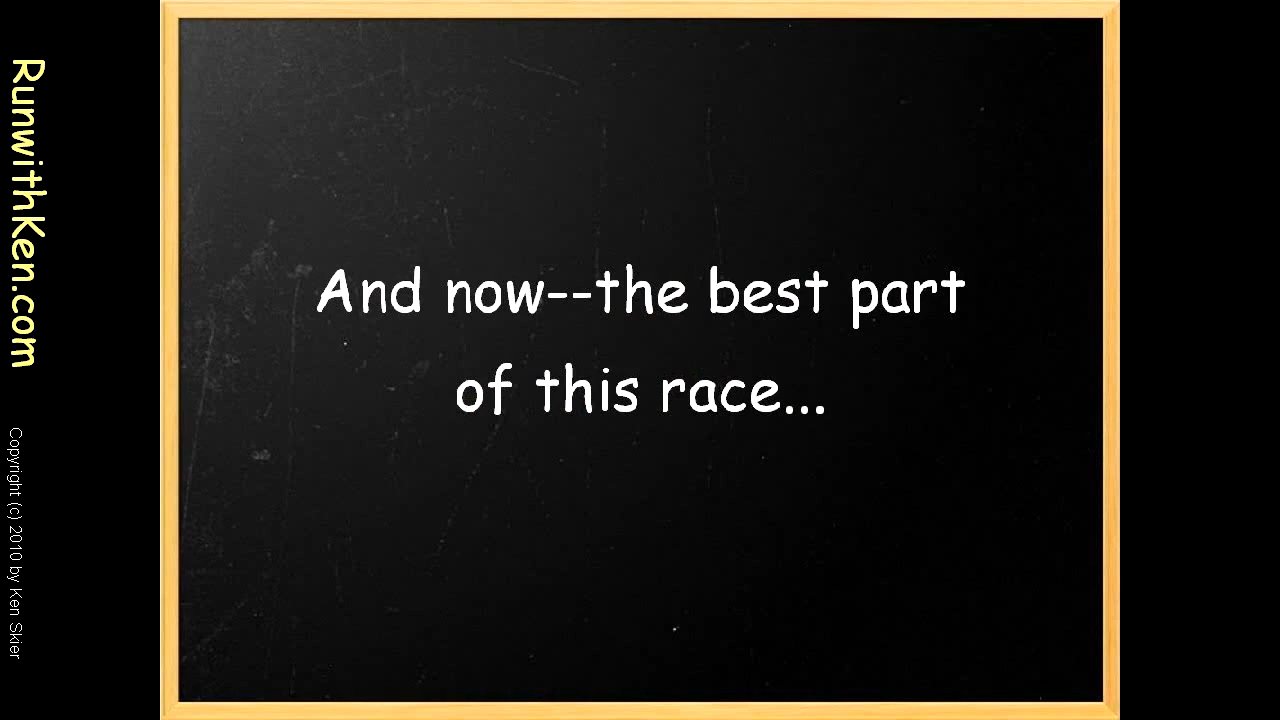 And now--the best part
of this race...
RunwithKen.com
Copyright (c) 2010 by Ken Skier